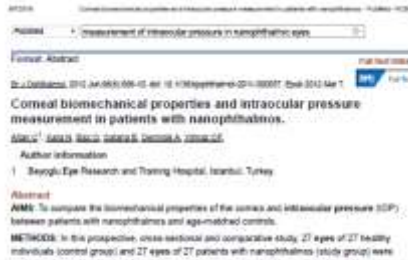 PubMed measurement of intraocular pressure in nanophthalmic eyes
Format: Abstract
Corneal biomechanical properties and intraocular pressure
measurement in patients with nanophthalmos.
Author information
1 Beyoglu Eye Research and Training Hospital, Istanbul, Turkey.
Abstract
AIMS: To compare the biomechanical properties of the cornea and intraocular pressure (IOP)
between patients with nanophthalmos and age-matched controls.
METHODS: In this prospective, cross-sectional and comparative study, 27 eyes of 27 healthy
individuals (control group) and 27 eyes of 27 patients with nanophthalmos (study group) were